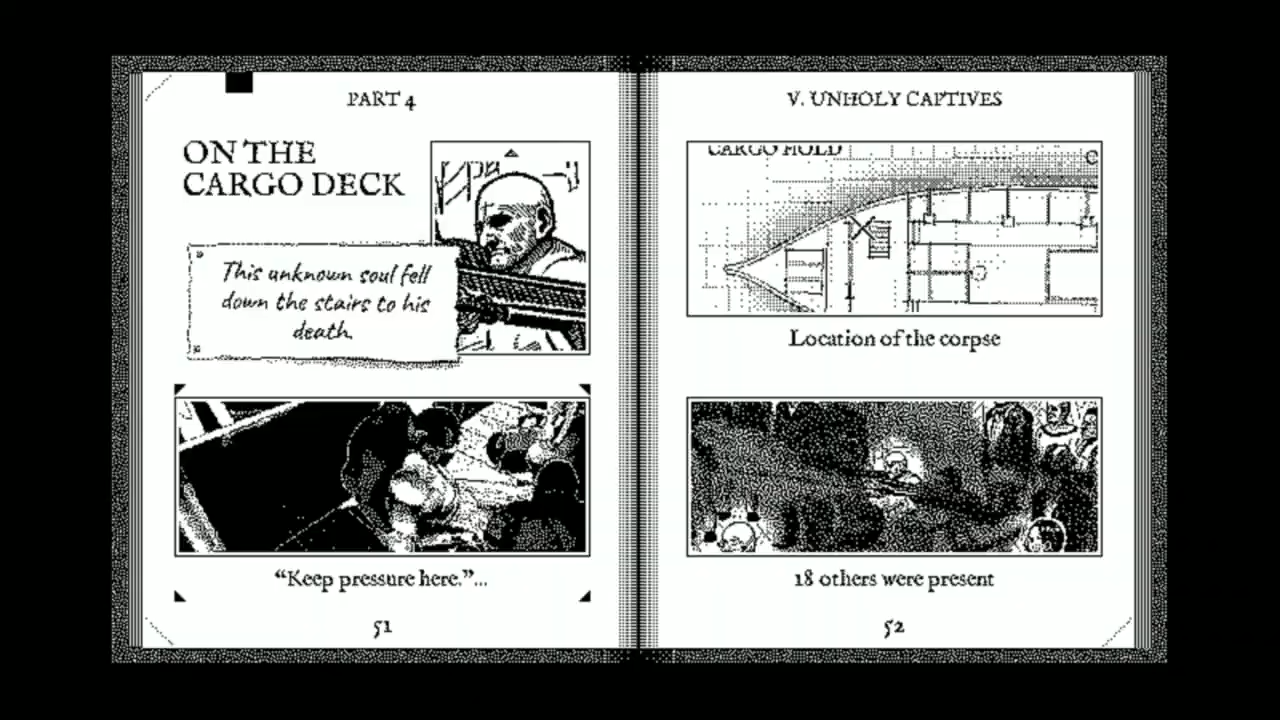 PART 4
ON THE
CARGO DECK
This unknown soul fell
down the stairs to his
death.
“Keep pressure here.”...
51
V. UNHOLY CAPTIVES
CARGO HOLD
Location of the corpse
18 others were present
52